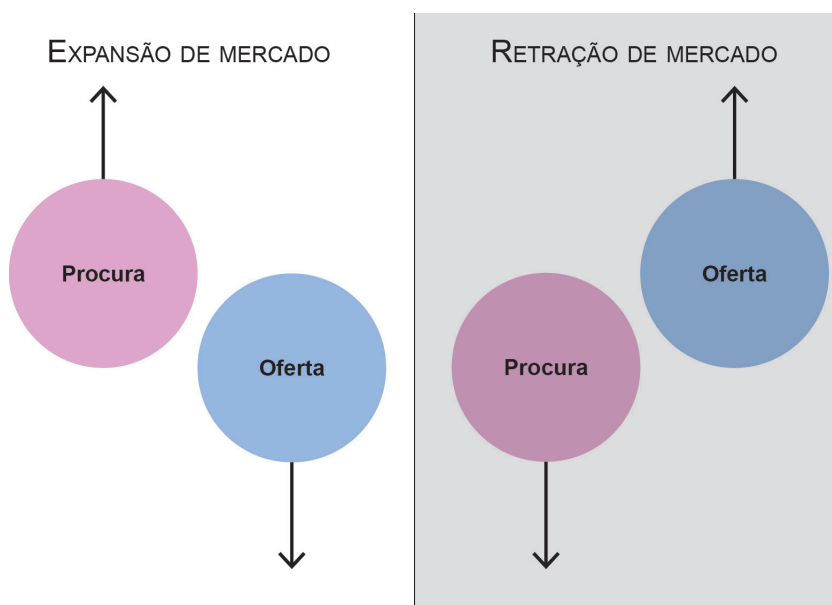 EXPANSÃO DE MERCADO
Procura
Oferta
RETRAÇÃO DE MERCADO
Oferta
Procura